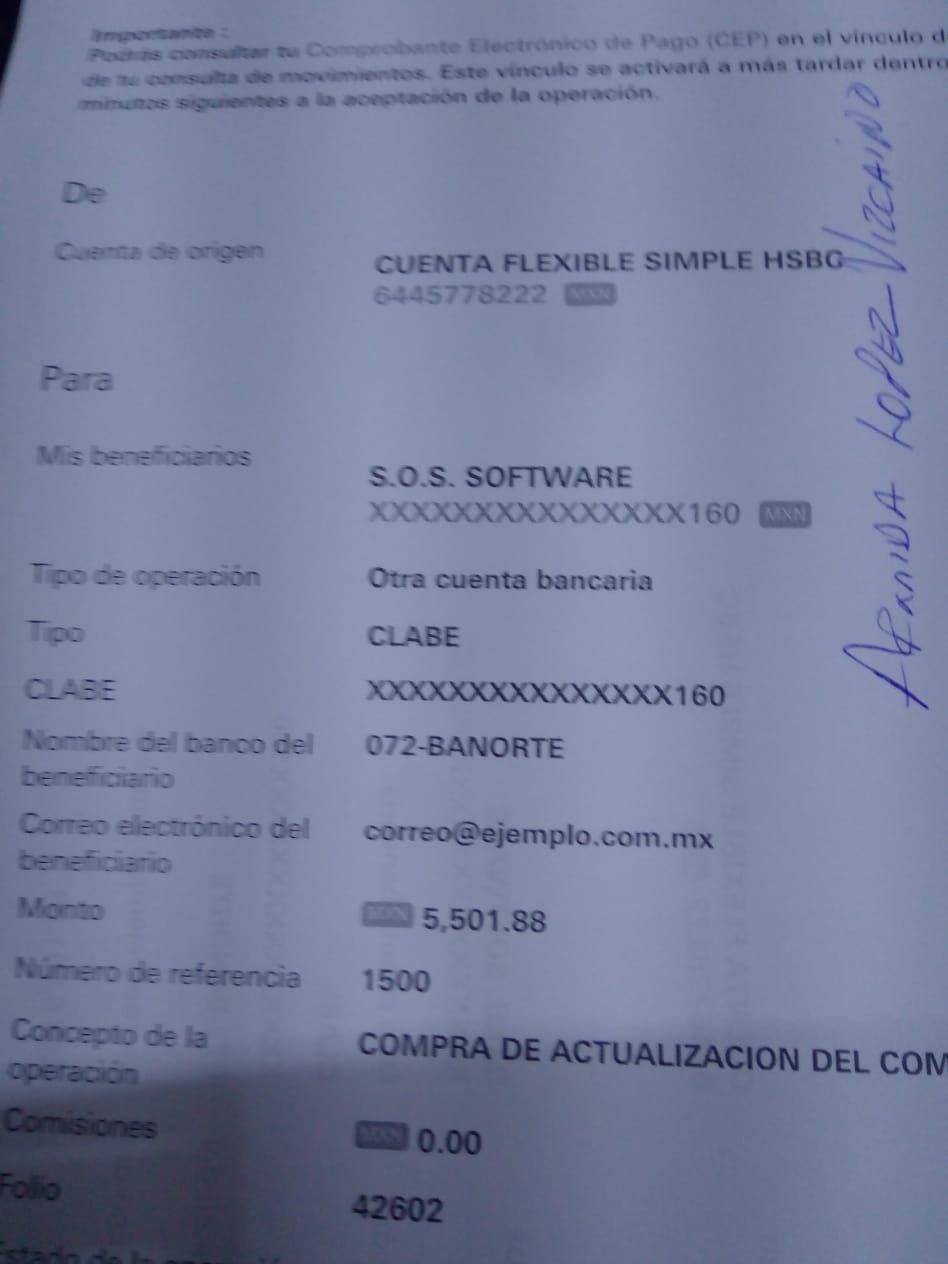 Importante :
Podrás consultar tu Comprobante Electrónico de Pago (CEP) en el vínculo d
de tu consulta de movimientos. Este vínculo se activará a más tardar dentro
minutos siguientes a la aceptación de la operación.
De
Cuenta de origen
CUENTA FLEXIBLE SIMPLE HSBC
6445778222 MXN
Para
Mis beneficiarios
S.O.S. SOFTWARE
XXXXXXXXXXXXXXX160 MXN
Tipo de operación Otra cuenta bancaria
Tipo CLABE
CLABE XXXXXXXXXXXXXXX160
Nombre del banco del 072-BANORTE
beneficiario
Correo electrónico del correo@ejemplo.com.mx
beneficiario
Monto MXN 5,501.88
Número de referencia 1500
Concepto de la COMPRA DE ACTUALIZACION DEL COM
operación
Comisiones MXN 0.00
Folio 42602
Estado de la operación
LOPEZ VIZCAINO